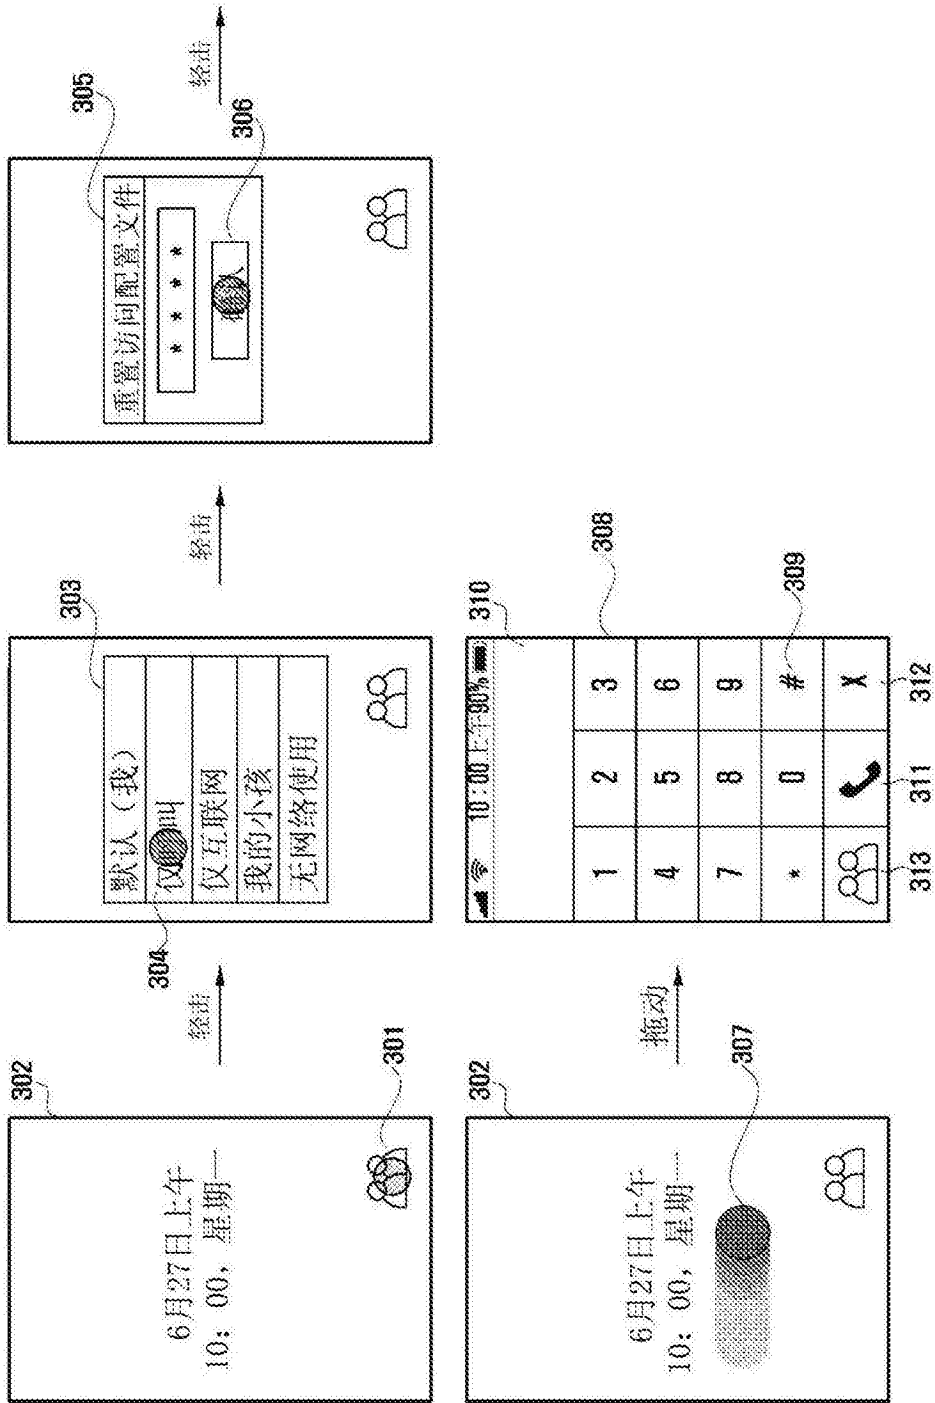 302
6月27日上午
10：00，星期一
301
轻击
303
默认（我）
仅 叫
仅互联网
我的小孩
无网络使用
304
轻击
305
重置访问配置文件
* * * *
306
轻击
302
6月27日上午
10：00，星期一
307
拖动
310
10:00 上午 90%
308
1 2 3
4 5 6
7 8 9
* 0 #
309
X
313 311 312